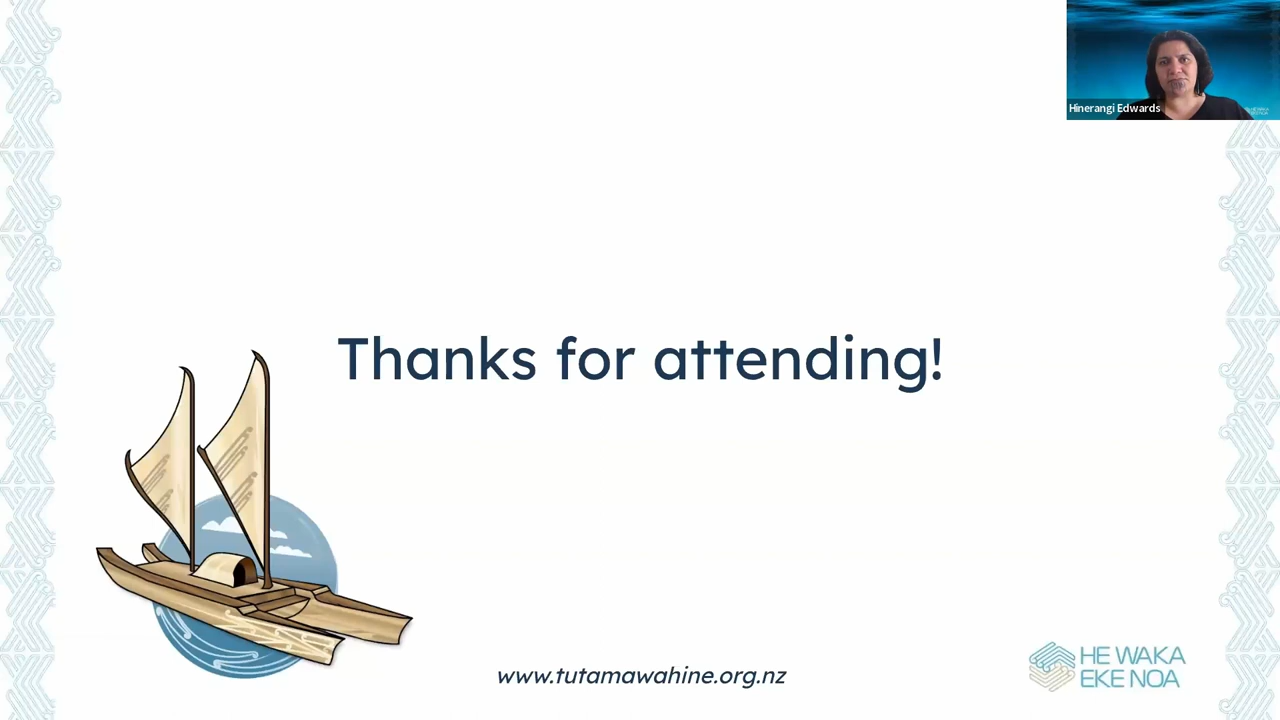 Hinerangi Edwards
Thanks for attending!
www.tutamawahine.org.nz
HE WAKA
EKE NOA